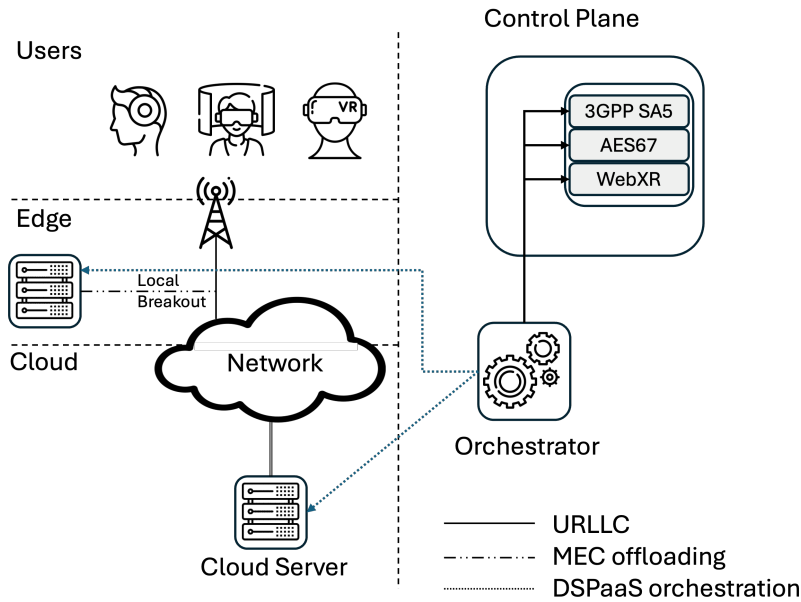 Control Plane
Users
VR
3GPP SA5
AES67
WebXR
Edge
Local
Breakout
Cloud
Network
Orchestrator
Cloud Server
URLLC
MEC offloading
DSPaaS orchestration